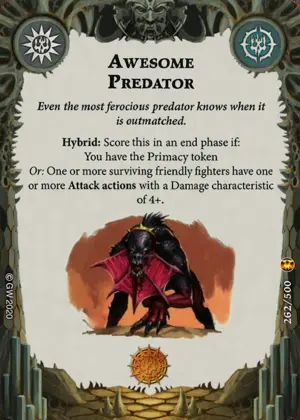 AWESOME
PREDATOR
Even the most ferocious predator knows when it
is outmatched.
Hybrid: Score this in an end phase if:
You have the Primacy token
Or: One or more surviving friendly fighters have one
or more Attack actions with a Damage characteristic
of 4+.
© GW 2020
262/500